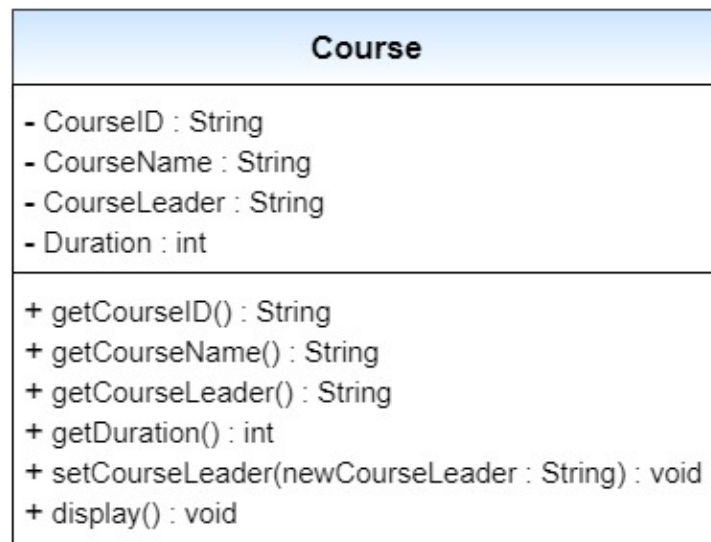 Course
- CourseID : String
- CourseName : String
- CourseLeader : String
- Duration : int
+ getCourseID() : String
+ getCourseName() : String
+ getCourseLeader() : String
+ getDuration() : int
+ setCourseLeader(newCourseLeader : String) : void
+ display() : void